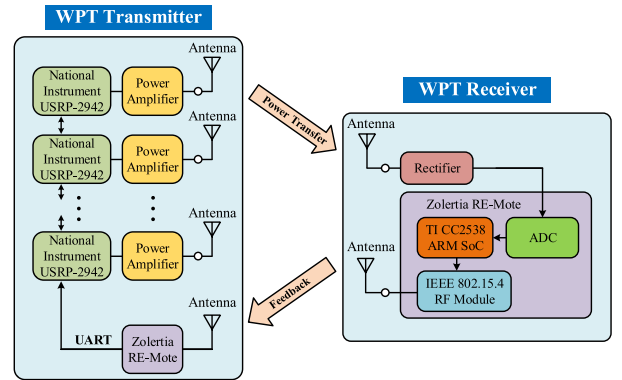 WPT Transmitter
Antenna
National
Instrument
USRP-2942
Power
Amplifier
Antenna
National
Instrument
USRP-2942
Power
Amplifier
Antenna
National
Instrument
USRP-2942
Power
Amplifier
Antenna
UART
Zolertia
RE-Mote
Power Transfer
Feedback
WPT Receiver
Antenna
Rectifier
Zolertia RE-Mote
TI CC2538
ARM SoC
ADC
Antenna
IEEE 802.15.4
RF Module